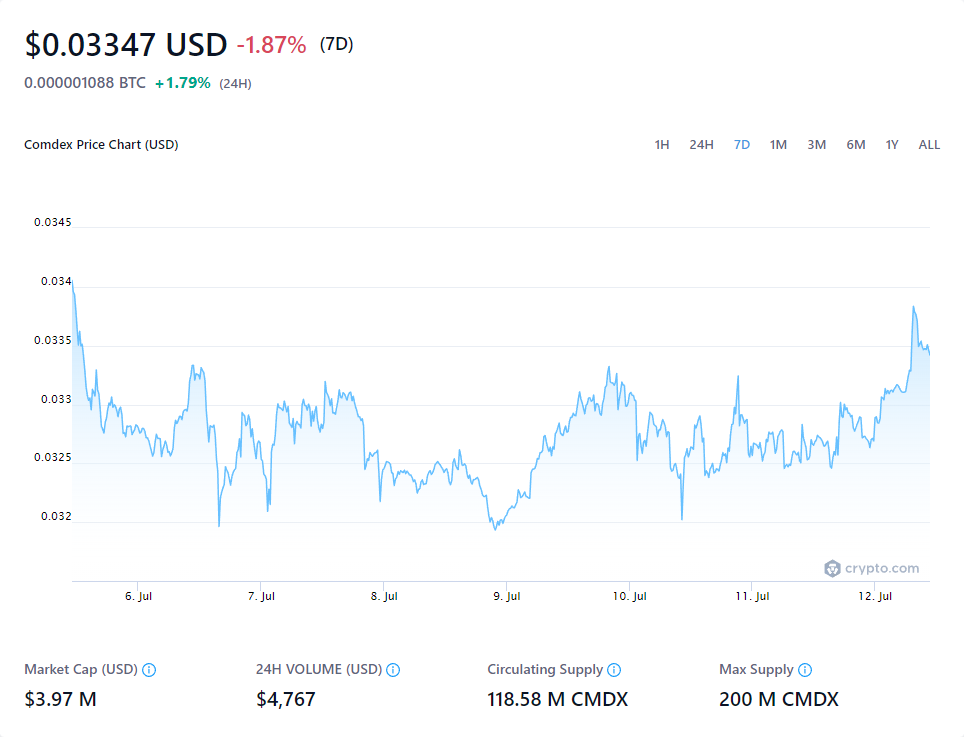 $0.03347 USD -1.87% (7D)
0.000001088 BTC +1.79% (24H)
Comdex Price Chart (USD) 1H 24H 7D 1M 3M 6M 1Y ALL
0.0345
0.034
0.0335
0.033
0.0325
0.032
crypto.com
6. Jul 7. Jul 8. Jul 9. Jul 10. Jul 11. Jul 12. Jul
Market Cap (USD) 24H VOLUME (USD) Circulating Supply Max Supply
$3.97 M $4,767 118.58 M CMDX 200 M CMDX